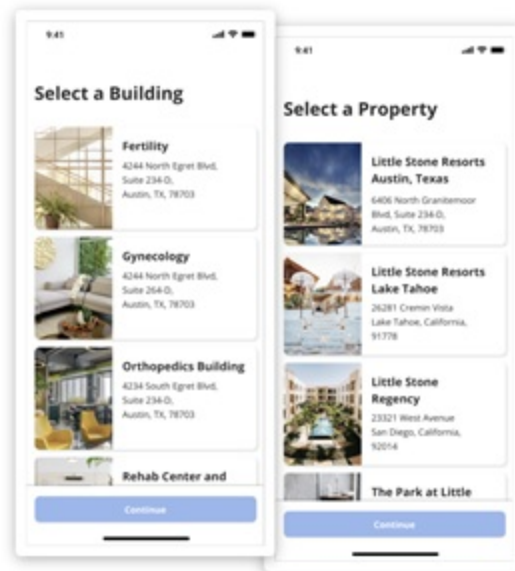 9:41
Select a Building
Fertility
4244 North Egret Blvd,
Suite 234-D,
Austin, TX, 78703
Gynecology
4244 North Egret Blvd,
Suite 264-D,
Austin, TX, 78703
Orthopedics Building
4234 South Egret Blvd,
Suite 234-D,
Austin, TX, 78703
Rehab Center and
Continue
9:41
Select a Property
Little Stone Resorts
Austin, Texas
6406 North Granitemoor
Blvd, Suite 234-D,
Austin, TX, 78703
Little Stone Resorts
Lake Tahoe
26281 Cremin Vista
Lake Tahoe, California,
91778
Little Stone
Regency
23321 West Avenue
San Diego, California,
92014
The Park at Little
Continue